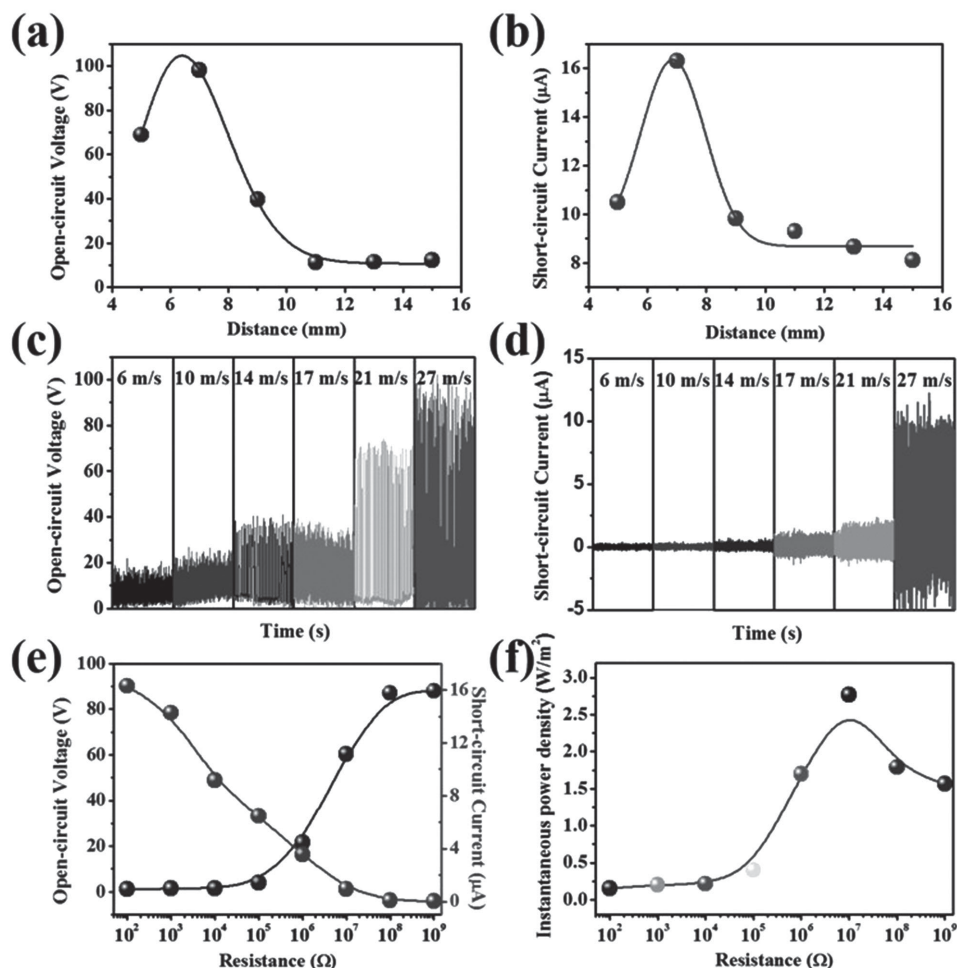 (a)
Open-circuit Voltage (V)
100
80
60
40
20
0
4 6 8 10 12 14 16
Distance (mm)
(b)
Short-circuit Current (μA)
16
14
12
10
8
4 6 8 10 12 14 16
Distance (mm)
(c)
Open-circuit Voltage (V)
100
80
60
40
20
0
6 m/s 10 m/s 14 m/s 17 m/s 21 m/s 27 m/s
Time (s)
(d)
Short-circuit Current (μA)
15
10
5
0
-5
6 m/s 10 m/s 14 m/s 17 m/s 21 m/s 27 m/s
Time (s)
(e)
Open-circuit Voltage (V)
100
80
60
40
20
0
Short-circuit Current (μA)
16
12
8
4
0
10² 10³ 10⁴ 10⁵ 10⁶ 10⁷ 10⁸ 10⁹
Resistance (Ω)
(f)
Instantaneous power density (W/m²)
3.0
2.5
2.0
1.5
1.0
0.5
0.0
10² 10³ 10⁴ 10⁵ 10⁶ 10⁷ 10⁸ 10⁹
Resistance (Ω)